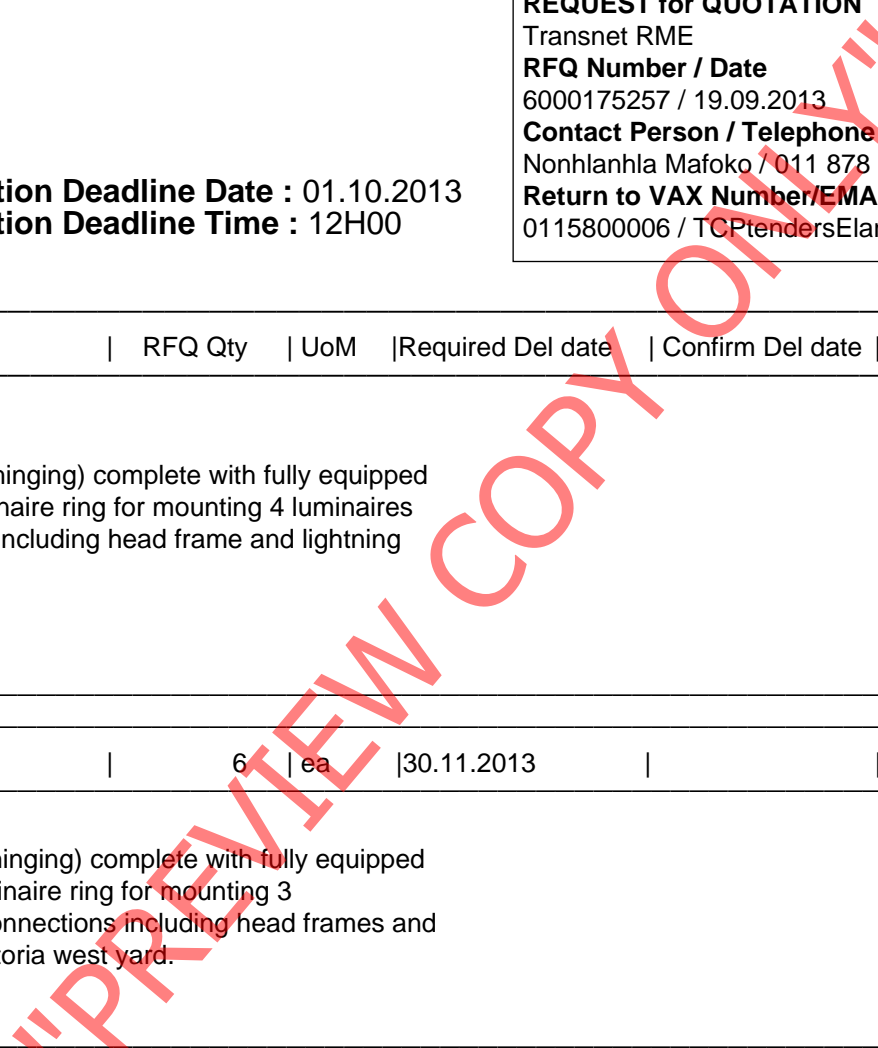 REQUEST for QUOTATION
Transnet RME
RFQ Number / Date
6000175257 / 19.09.2013
Contact Person / Telephone
Nonhlanhla Mafoko / 011 878
Return to VAX Number/EMA
0115800006 / TCPtendersElan
tion Deadline Date : 01.10.2013
tion Deadline Time : 12H00
| RFQ Qty | UoM |Required Del date | Confirm Del date |
hinging) complete with fully equipped
naire ring for mounting 4 luminaires
including head frame and lightning
| 6 | ea |30.11.2013 | |
inging) complete with fully equipped
inaire ring for mounting 3
onnections including head frames and
toria west yard.
"PREVIEW COPY ONLY"